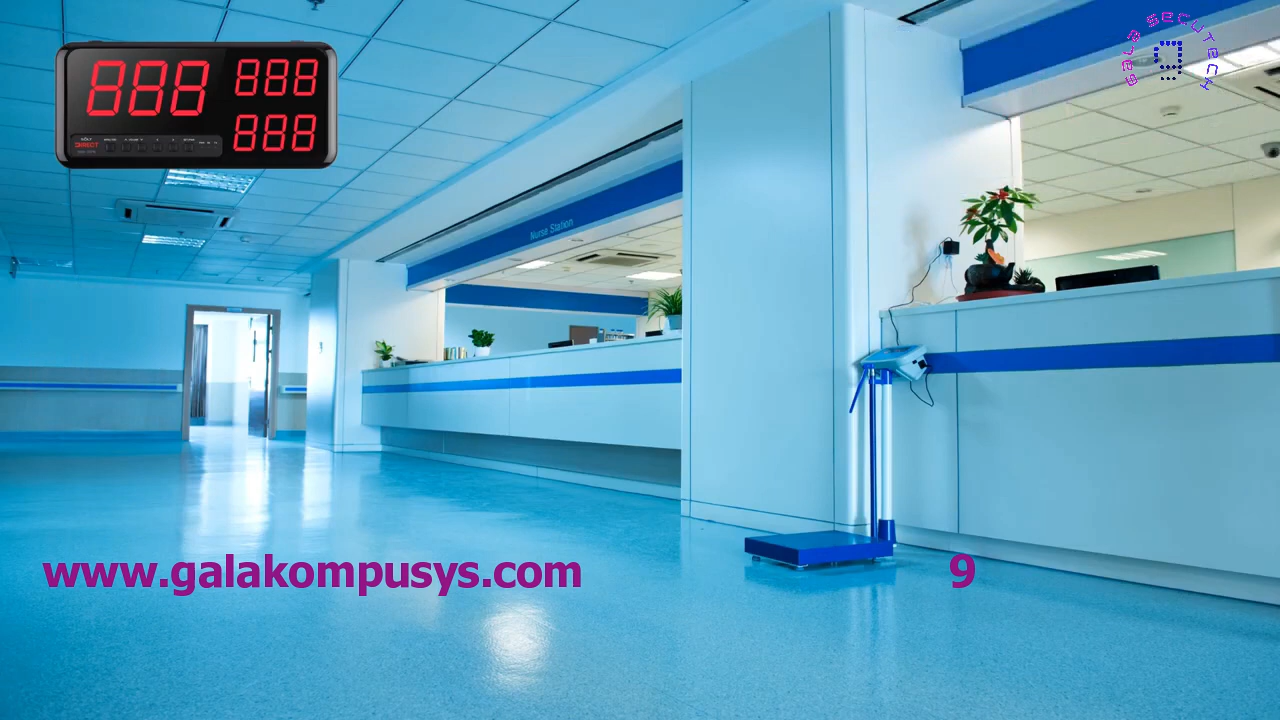 888 888
888
DIRECT
Nurse Station
GALA SECUTECH
g
www.galakompusys.com 9